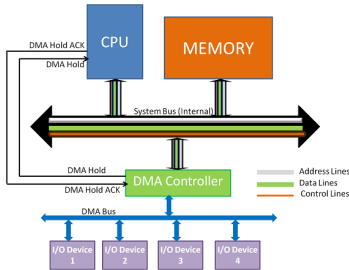 CPU
MEMORY
DMA Hold ACK
DMA Hold
System Bus (Internal)
DMA Hold
DMA Hold ACK
DMA Controller
Address Lines
Data Lines
Control Lines
DMA Bus
I/O Device
1
I/O Device
2
I/O Device
3
I/O Device
4